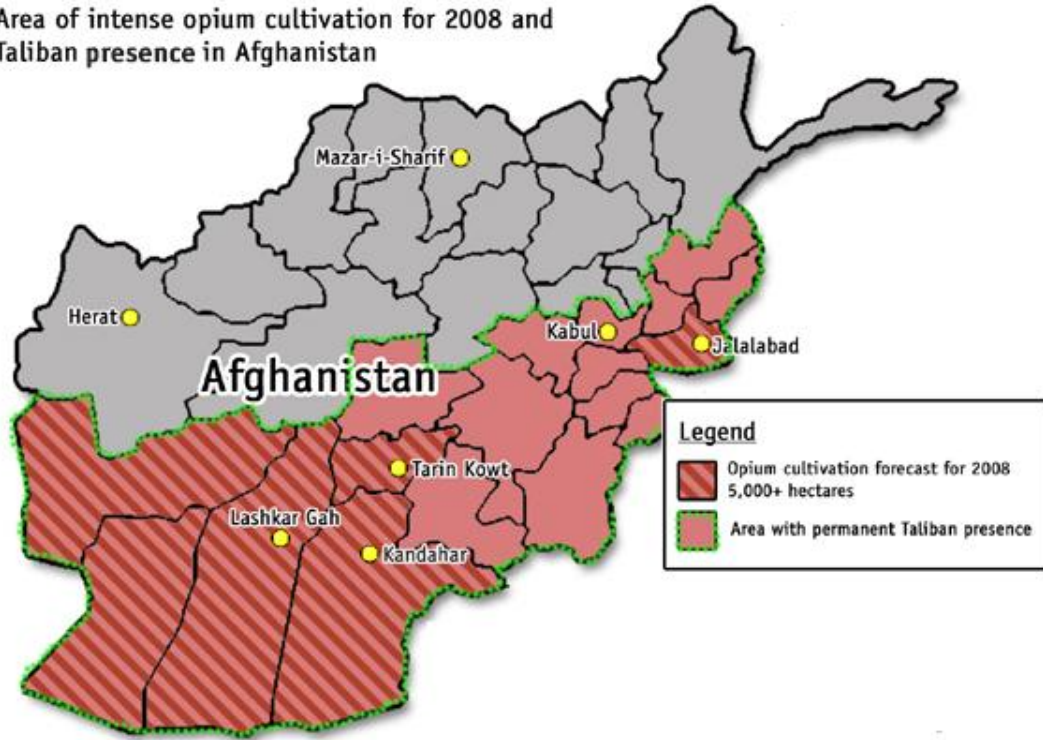 Area of intense opium cultivation for 2008 and
Taliban presence in Afghanistan
Mazar-i-Sharif
Herat
Kabul
Jalalabad
Afghanistan
Legend
Opium cultivation forecast for 2008
5,000+ hectares
Area with permanent Taliban presence
Tarin Kowt
Lashkar Gah
Kandahar